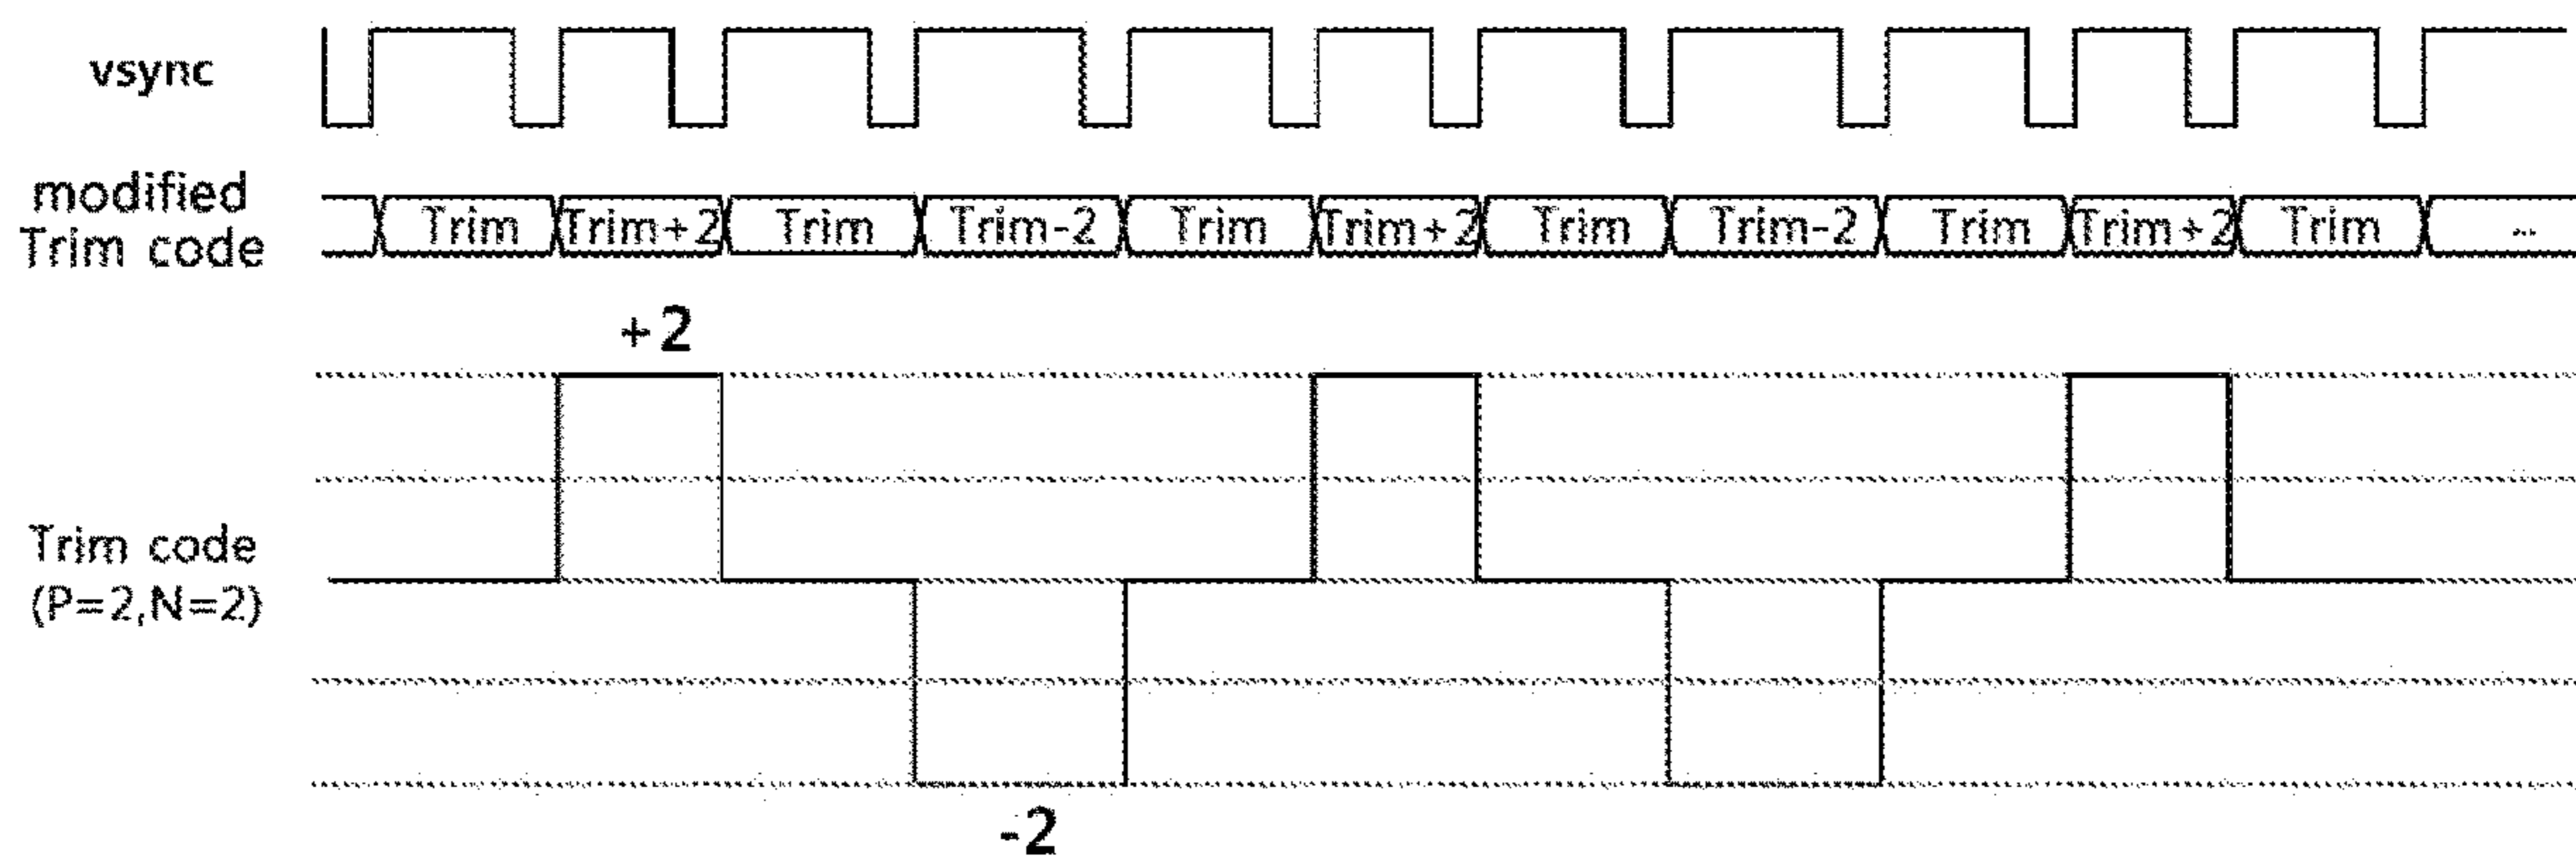 vsync
modified
Trim code
Trim Trim+2 Trim Trim-2 Trim Trim+2 Trim Trim-2 Trim Trim+2 Trim ...
+2
Trim code
(P=2,N=2)
-2